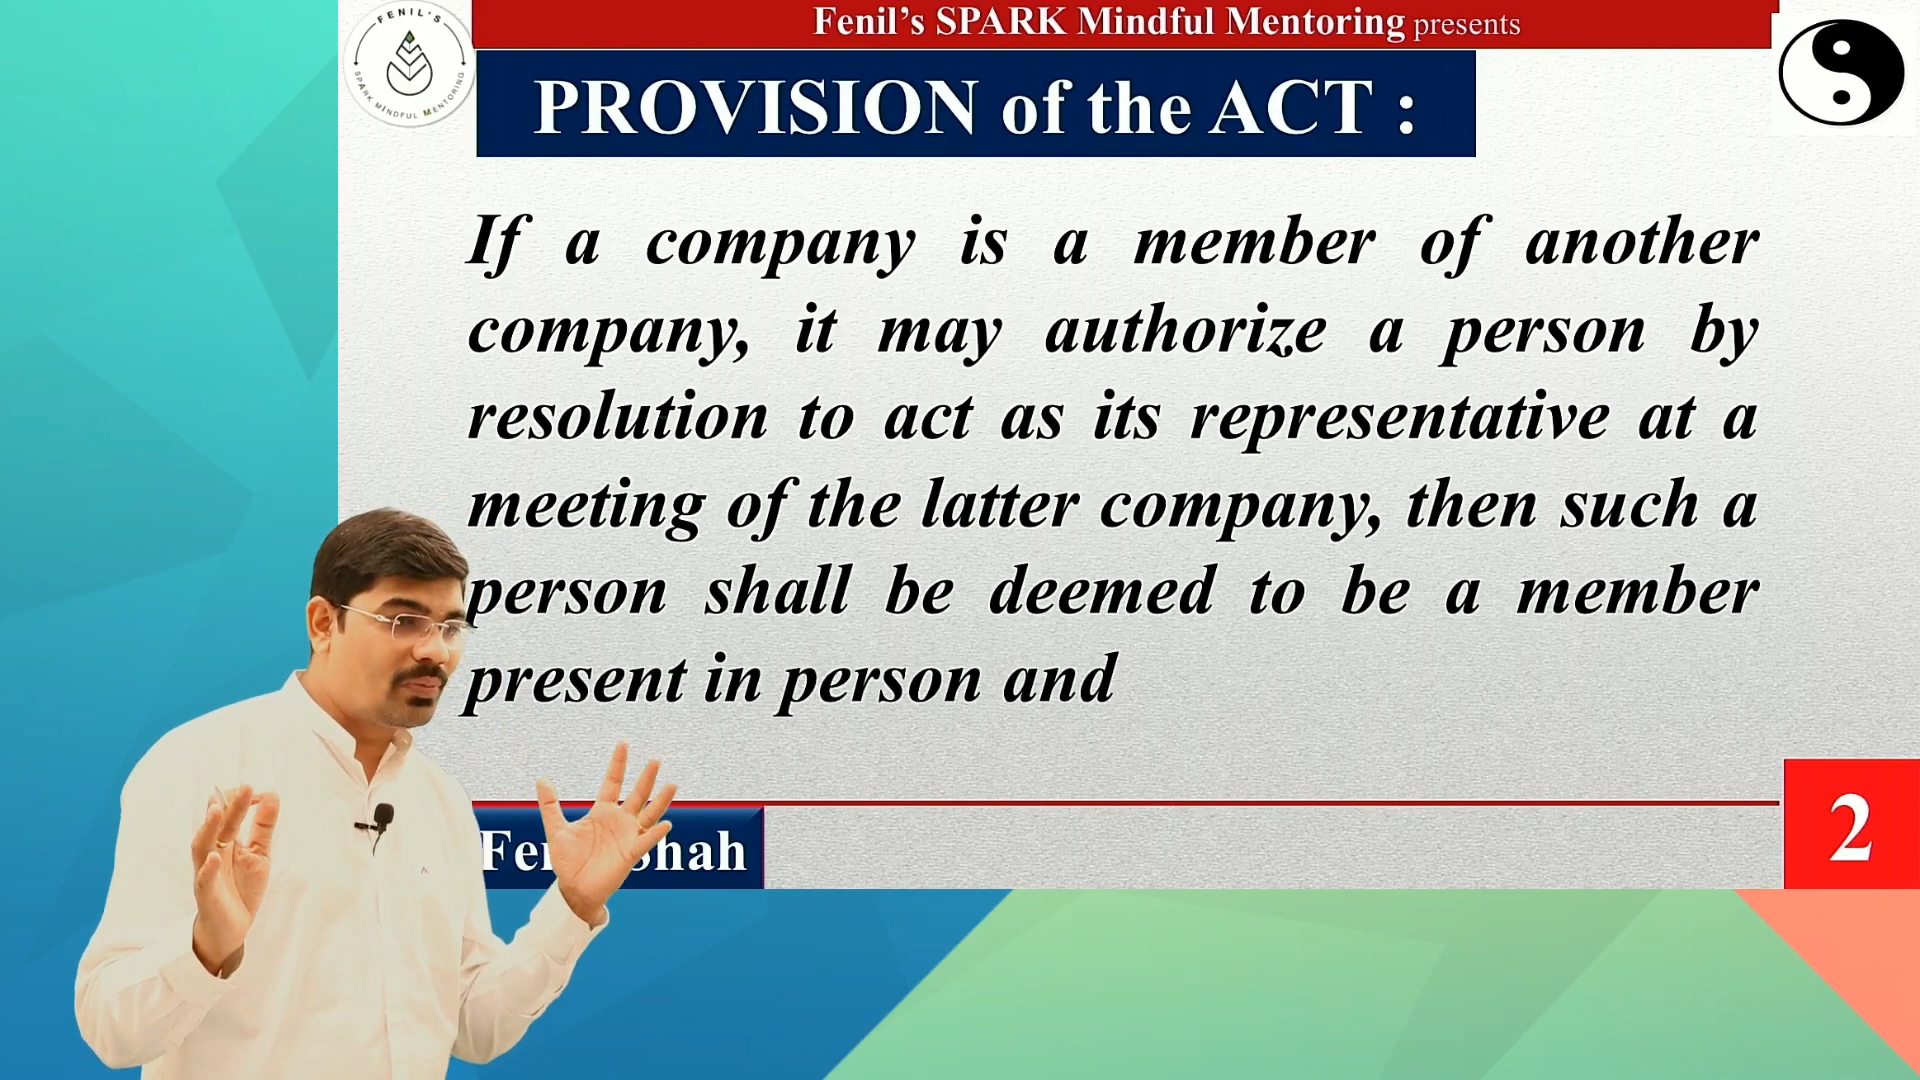 FENIL'S
SPARK MINDFUL MENTORING
Fenil’s SPARK Mindful Mentoring presents
PROVISION of the ACT :
If a company is a member of another
company, it may authorize a person by
resolution to act as its representative at a
meeting of the latter company, then such a
person shall be deemed to be a member
present in person and
Shah
2